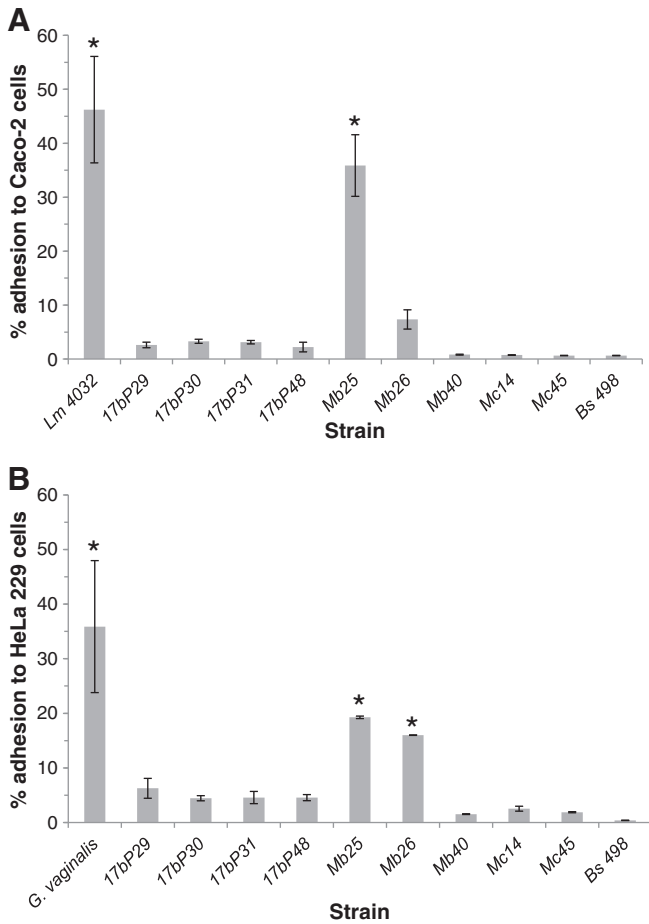 A
60
50
40
30
20
10
0
% adhesion to Caco-2 cells
*
*
Lm 4032
17bP29
17bP30
17bP31
17bP48
Mb25
Mb26
Mb40
Mc14
Mc45
Bs 498
Strain
B
60
50
40
30
20
10
0
% adhesion to HeLa 229 cells
*
*
*
G. vaginalis
17bP29
17bP30
17bP31
17bP48
Mb25
Mb26
Mb40
Mc14
Mc45
Bs 498
Strain